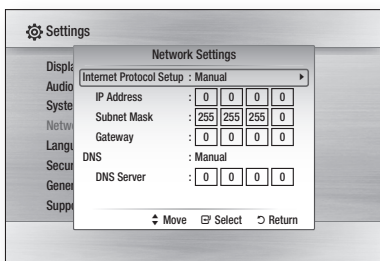 Settings
Network Settings
Internet Protocol Setup : Manual
IP Address : 0 0 0 0
Subnet Mask : 255 255 255 0
Gateway : 0 0 0 0
DNS : Manual
DNS Server : 0 0 0 0
Displa
Audio
Syste
Netwo
Langu
Secur
Gener
Suppo
Move Select Return